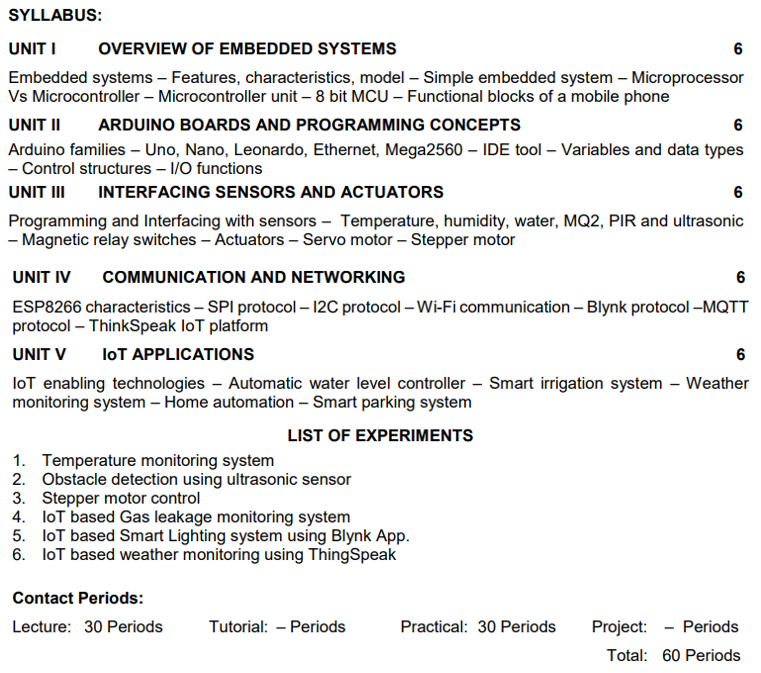 SYLLABUS:
UNIT I OVERVIEW OF EMBEDDED SYSTEMS 6
Embedded systems – Features, characteristics, model – Simple embedded system – Microprocessor
Vs Microcontroller – Microcontroller unit – 8 bit MCU – Functional blocks of a mobile phone
UNIT II ARDUINO BOARDS AND PROGRAMMING CONCEPTS 6
Arduino families – Uno, Nano, Leonardo, Ethernet, Mega2560 – IDE tool – Variables and data types
– Control structures – I/O functions
UNIT III INTERFACING SENSORS AND ACTUATORS 6
Programming and Interfacing with sensors – Temperature, humidity, water, MQ2, PIR and ultrasonic
– Magnetic relay switches – Actuators – Servo motor – Stepper motor
UNIT IV COMMUNICATION AND NETWORKING 6
ESP8266 characteristics – SPI protocol – I2C protocol – Wi-Fi communication – Blynk protocol –MQTT
protocol – ThinkSpeak IoT platform
UNIT V IoT APPLICATIONS 6
IoT enabling technologies – Automatic water level controller – Smart irrigation system – Weather
monitoring system – Home automation – Smart parking system
LIST OF EXPERIMENTS
1. Temperature monitoring system
2. Obstacle detection using ultrasonic sensor
3. Stepper motor control
4. IoT based Gas leakage monitoring system
5. IoT based Smart Lighting system using Blynk App.
6. IoT based weather monitoring using ThingSpeak
Contact Periods:
Lecture: 30 Periods Tutorial: – Periods Practical: 30 Periods Project: – Periods
Total: 60 Periods